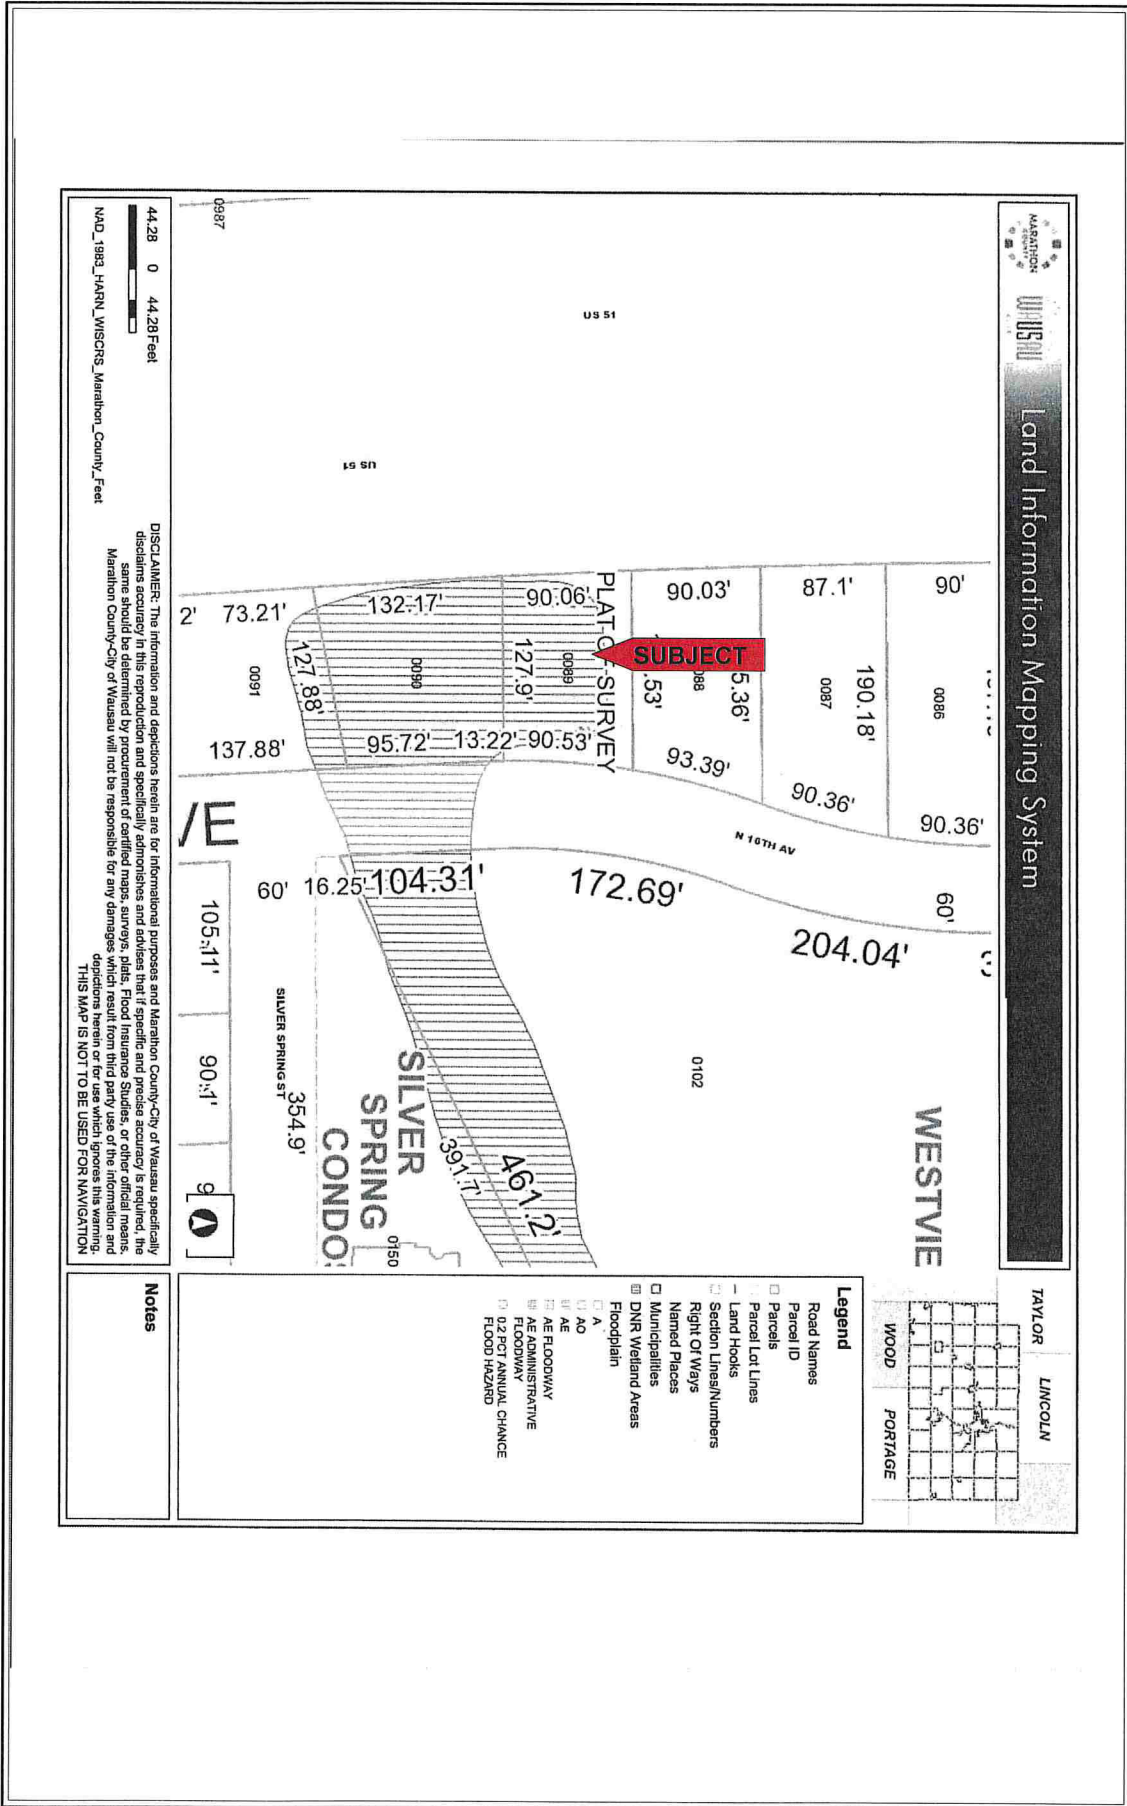 MARATHON
COUNTY
WAUSAU
Land Information Mapping System
TAYLOR
LINCOLN
WOOD
PORTAGE
Legend
Road Names
Parcel ID
Parcels
Parcel Lot Lines
Land Hooks
Section Lines/Numbers
Right Of Ways
Named Places
Municipalities
DNR Wetland Areas
Floodplain
A
AO
AE
AE FLOODWAY
AE ADMINISTRATIVE
FLOODWAY
0.2 PCT ANNUAL CHANCE
FLOOD HAZARD
WESTVIE
90'
0086
90.36'
60'
87.1'
190.18'
0087
90.36'
204.04'
N 10TH AV
90.03'
5.36'
.53'
93.39'
0102
SUBJECT
PLAT OF SURVEY
90.06'
0089
127.9'
90.53'
13.22'
172.69'
US 51
US 51
132.17'
0090
95.72'
104.31'
16.25'
60'
461.2'
391.7'
SILVER
SPRING
CONDO
0150
127.88'
73.21'
2'
0091
137.88'
/E
SILVER SPRING ST
354.9'
105.11'
90.1'
9
0987
44.28 0 44.28 Feet
NAD_1983_HARN_WISCRS_Marathon_County_Feet
DISCLAIMER: The information and depictions herein are for informational purposes and Marathon County-City of Wausau specifically
disclaims accuracy in this reproduction and specifically admonishes and advises that if specific and precise accuracy is required, the
same should be determined by procurement of certified maps, surveys, plats, Flood Insurance Studies, or other official means.
Marathon County-City of Wausau will not be responsible for any damages which result from third party use of the information and
depictions herein or for use which ignores this warning.
THIS MAP IS NOT TO BE USED FOR NAVIGATION
Notes